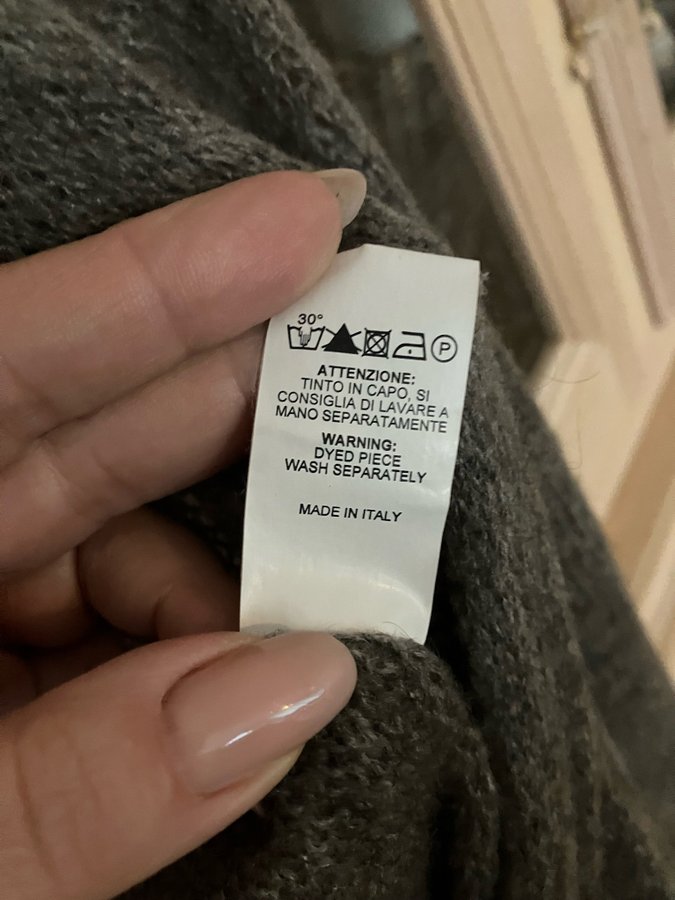 30°
P
ATTENZIONE:
TINTO IN CAPO, SI
CONSIGLIA DI LAVARE A
MANO SEPARATAMENTE
WARNING:
DYED PIECE
WASH SEPARATELY
MADE IN ITALY